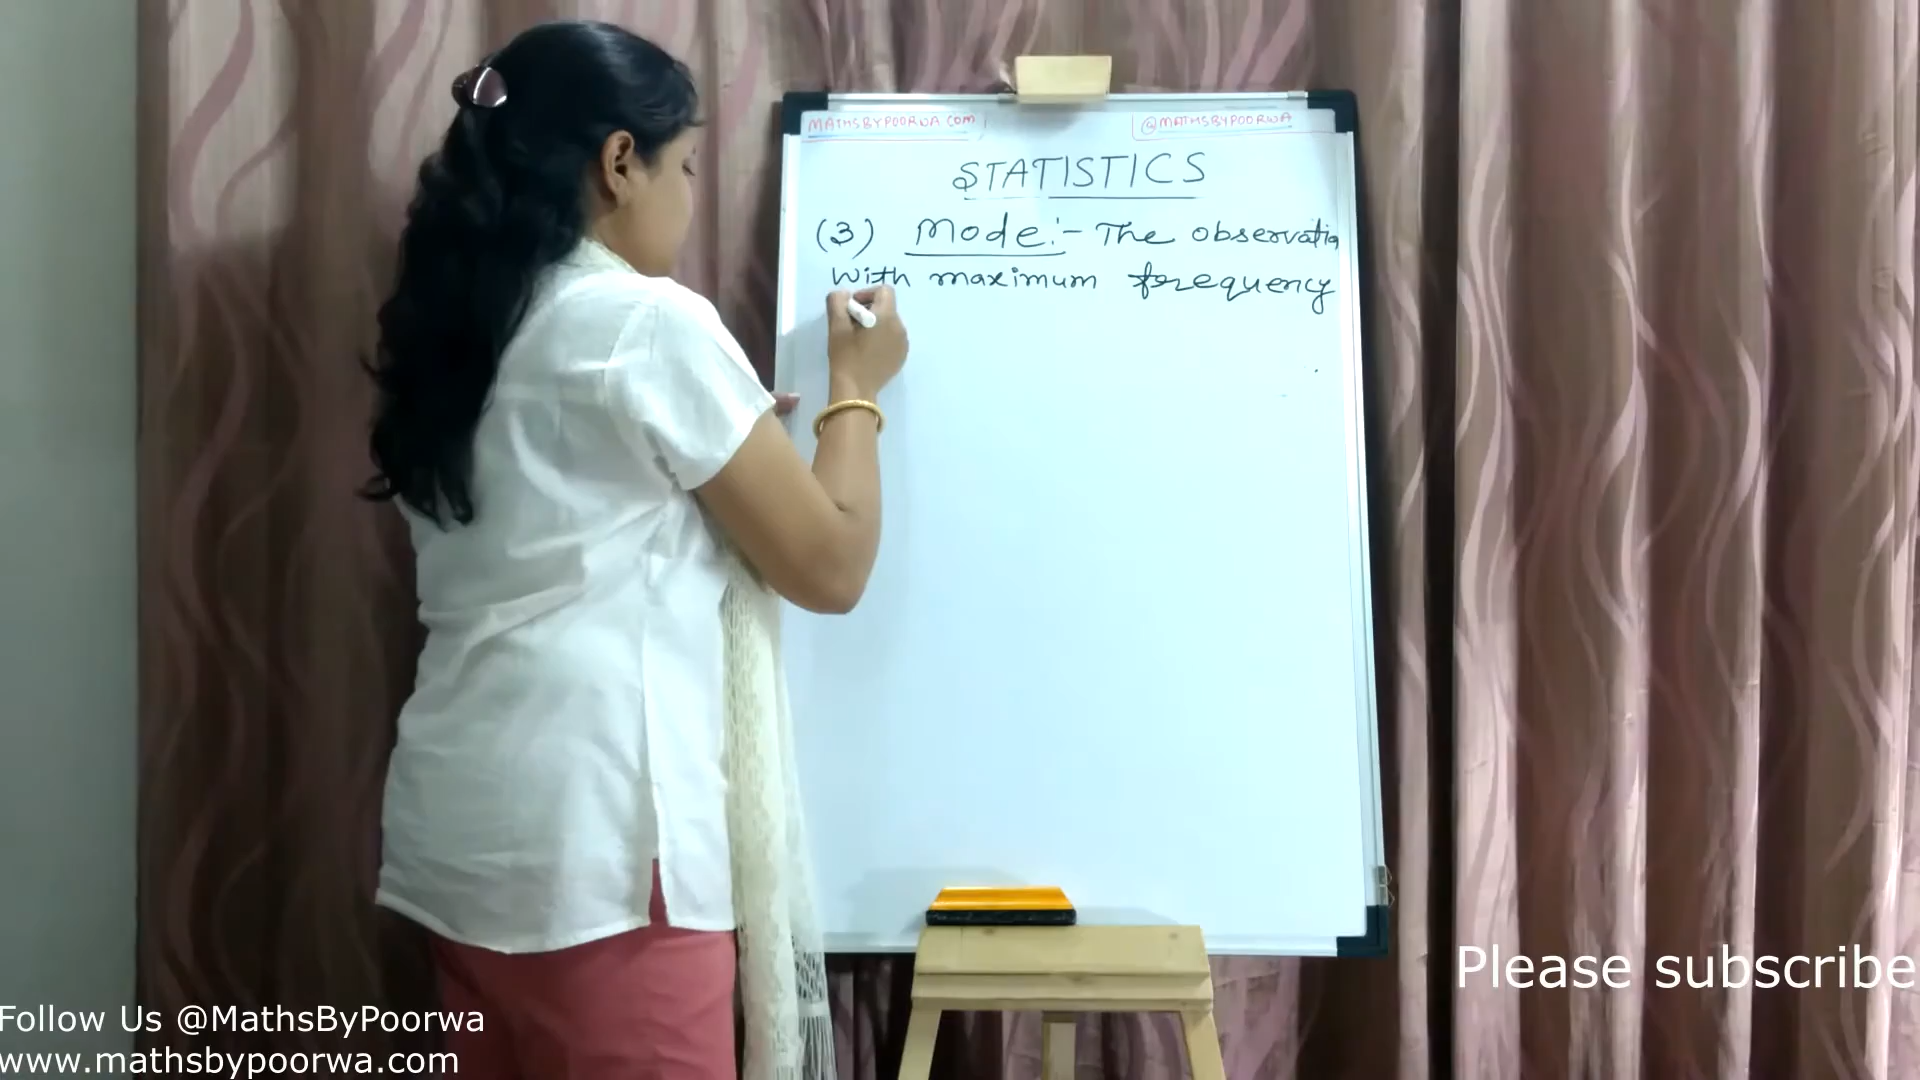 MATHSBYPOORWA.COM
@MATHSBYPOORWA
STATISTICS
(3) Mode:- The observatio
with maximum frequency
Please subscribe
Follow Us @MathsByPoorwa
www.mathsbypoorwa.com